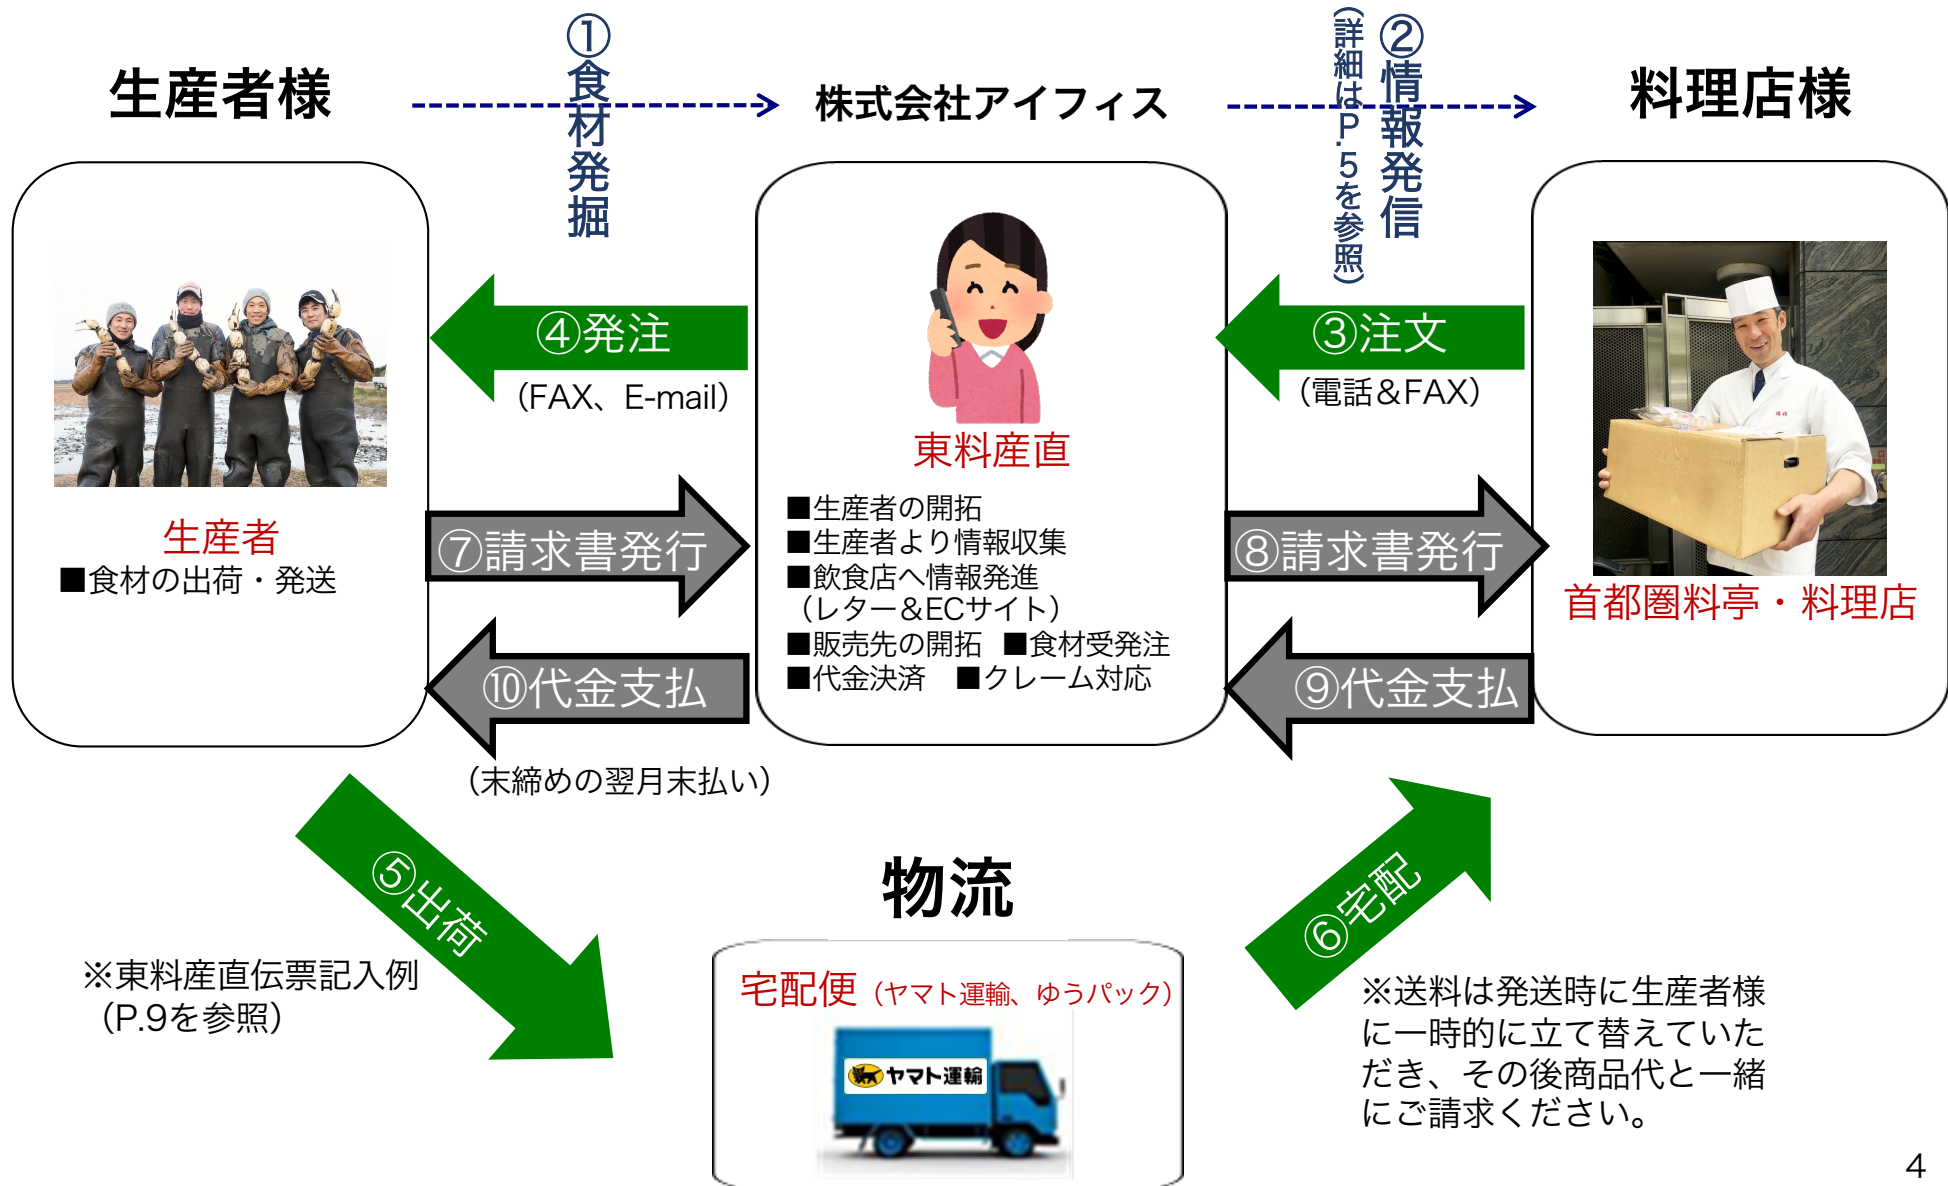 生産者様
①食材発掘
株式会社アイフィス
②情報発信
（詳細はP.5を参照）
料理店様
④発注
（FAX、E-mail）
③注文
（電話＆FAX）
東料産直
■生産者の開拓
■生産者より情報収集
■飲食店へ情報発進
（レター＆ECサイト）
■販売先の開拓 ■食材受発注
■代金決済 ■クレーム対応
生産者
■食材の出荷・発送
⑦請求書発行
⑧請求書発行
首都圏料亭・料理店
⑩代金支払
⑨代金支払
（末締めの翌月末払い）
⑤出荷
物流
⑥宅配
※東料産直伝票記入例
（P.9を参照）
宅配便（ヤマト運輸、ゆうパック）
ヤマト運輸
※送料は発送時に生産者様
に一時的に立て替えていた
だき、その後商品代と一緒
にご請求ください。
4